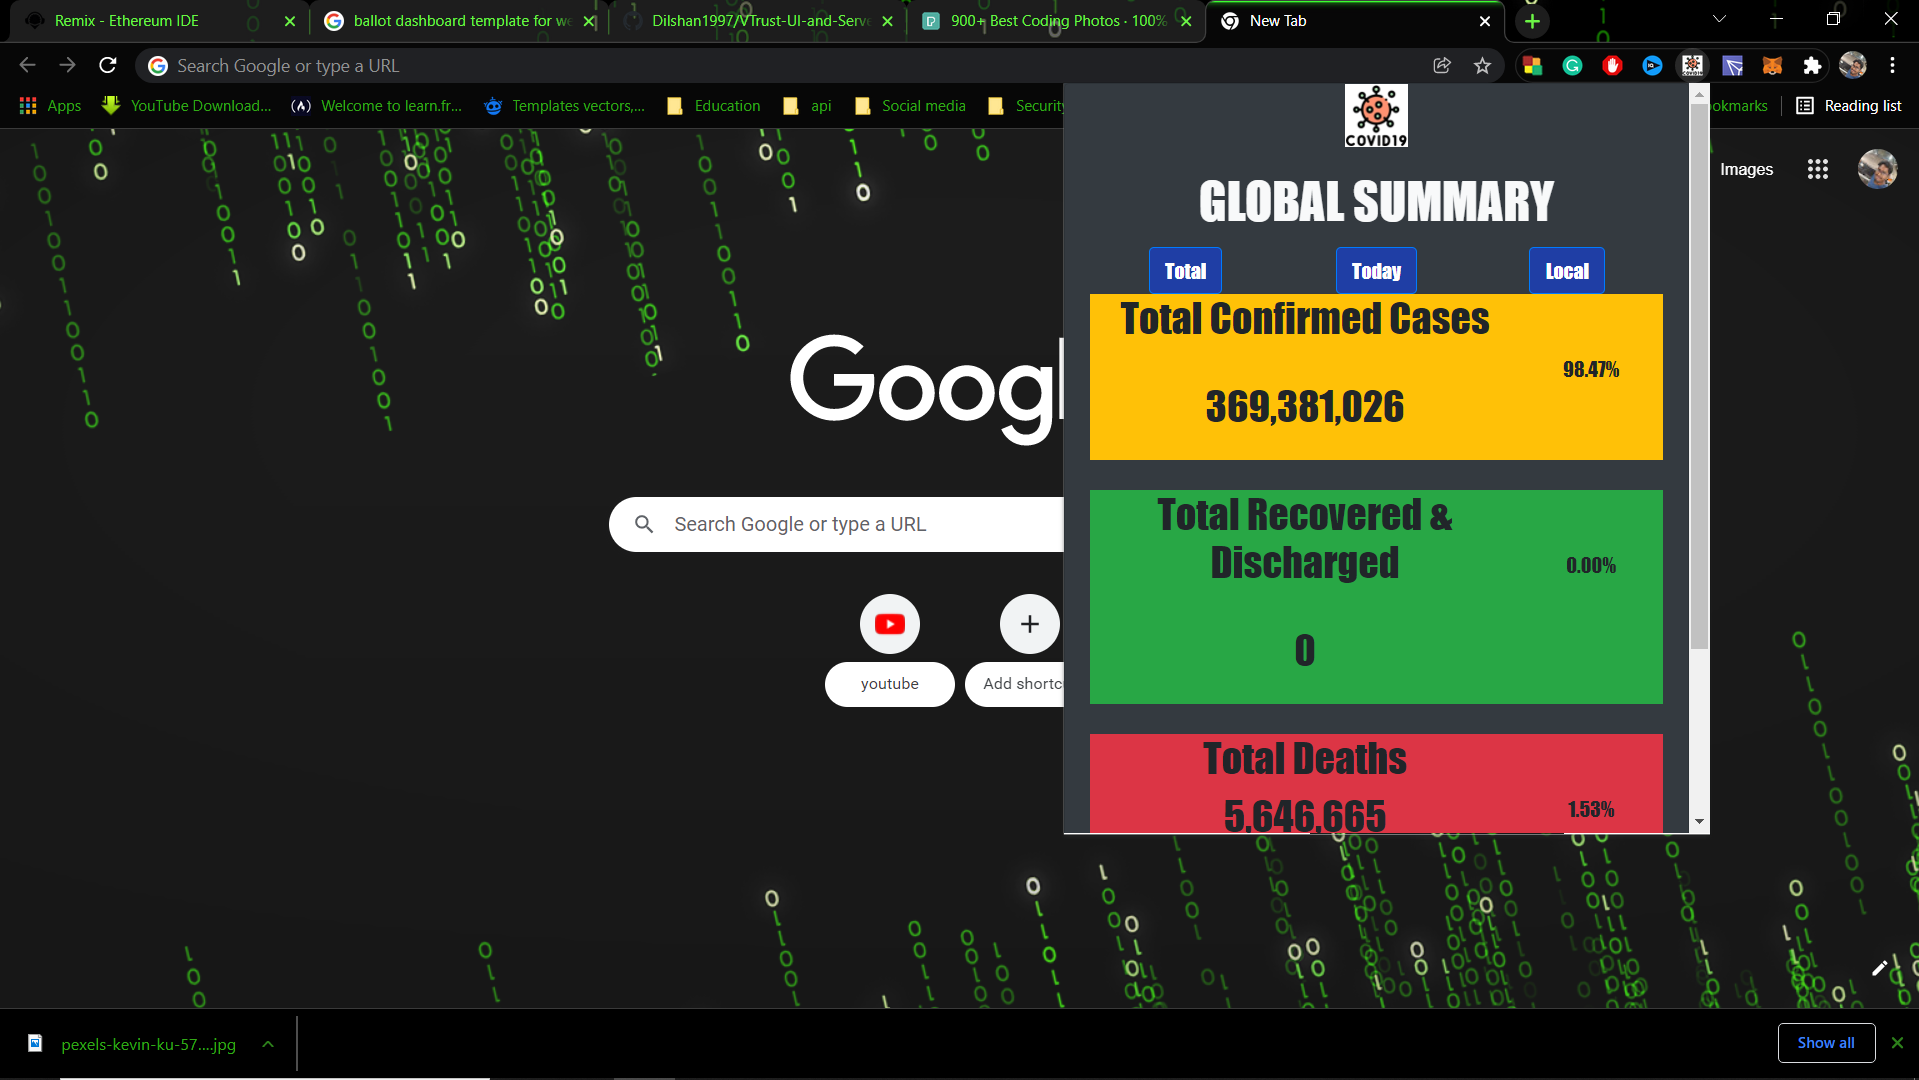 Remix - Ethereum IDE
ballot dashboard template for we
Dilshan1997/VTrust-UI-and-Serve
900+ Best Coding Photos · 100%
New Tab
Search Google or type a URL
Apps
YouTube Download...
Welcome to learn.fr...
Templates vectors,...
Education
api
Social media
Security
ookmarks
Reading list
COVID19
Images
GLOBAL SUMMARY
Total
Today
Local
Total Confirmed Cases
98.47%
369,381,026
Googl
Total Recovered &
Discharged
0.00%
0
Search Google or type a URL
youtube
Add shortc
Total Deaths
5,646,665
1.53%
pexels-kevin-ku-57....jpg
Show all